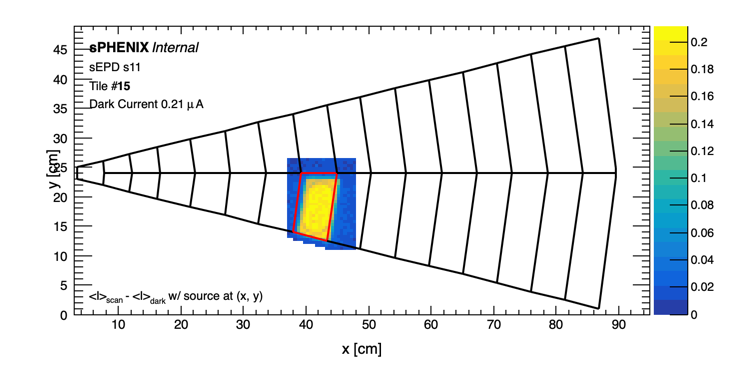 sPHENIX Internal
sEPD s11
Tile #15
Dark Current 0.21 μA
y [cm]
45
40
35
30
25
20
15
10
5
0
<I>scan - <I>dark w/ source at (x, y)
10 20 30 40 50 60 70 80 90
x [cm]
0.2
0.18
0.16
0.14
0.12
0.1
0.08
0.06
0.04
0.02
0